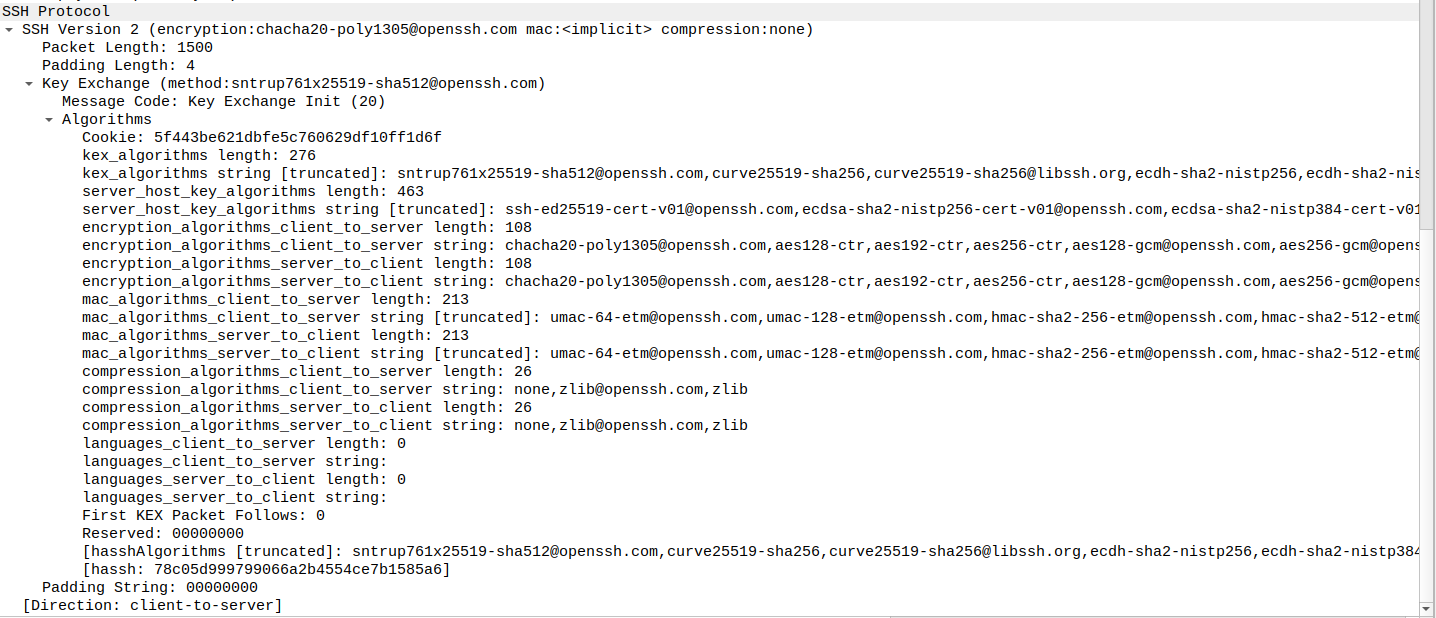 SSH Protocol
SSH Version 2 (encryption:chacha20-poly1305@openssh.com mac:<implicit> compression:none)
Packet Length: 1500
Padding Length: 4
Key Exchange (method:sntrup761x25519-sha512@openssh.com)
Message Code: Key Exchange Init (20)
Algorithms
Cookie: 5f443be621dbfe5c760629df10ff1d6f
kex_algorithms length: 276
kex_algorithms string [truncated]: sntrup761x25519-sha512@openssh.com,curve25519-sha256,curve25519-sha256@libssh.org,ecdh-sha2-nistp256,ecdh-sha2-nis
server_host_key_algorithms length: 463
server_host_key_algorithms string [truncated]: ssh-ed25519-cert-v01@openssh.com,ecdsa-sha2-nistp256-cert-v01@openssh.com,ecdsa-sha2-nistp384-cert-v01
encryption_algorithms_client_to_server length: 108
encryption_algorithms_client_to_server string: chacha20-poly1305@openssh.com,aes128-ctr,aes192-ctr,aes256-ctr,aes128-gcm@openssh.com,aes256-gcm@opens
encryption_algorithms_server_to_client length: 108
encryption_algorithms_server_to_client string: chacha20-poly1305@openssh.com,aes128-ctr,aes192-ctr,aes256-ctr,aes128-gcm@openssh.com,aes256-gcm@opens
mac_algorithms_client_to_server length: 213
mac_algorithms_client_to_server string [truncated]: umac-64-etm@openssh.com,umac-128-etm@openssh.com,hmac-sha2-256-etm@openssh.com,hmac-sha2-512-etm@
mac_algorithms_server_to_client length: 213
mac_algorithms_server_to_client string [truncated]: umac-64-etm@openssh.com,umac-128-etm@openssh.com,hmac-sha2-256-etm@openssh.com,hmac-sha2-512-etm@
compression_algorithms_client_to_server length: 26
compression_algorithms_client_to_server string: none,zlib@openssh.com,zlib
compression_algorithms_server_to_client length: 26
compression_algorithms_server_to_client string: none,zlib@openssh.com,zlib
languages_client_to_server length: 0
languages_client_to_server string:
languages_server_to_client length: 0
languages_server_to_client string:
First KEX Packet Follows: 0
Reserved: 00000000
[hasshAlgorithms [truncated]: sntrup761x25519-sha512@openssh.com,curve25519-sha256,curve25519-sha256@libssh.org,ecdh-sha2-nistp256,ecdh-sha2-nistp384
[hassh: 78c05d999799066a2b4554ce7b1585a6]
Padding String: 00000000
[Direction: client-to-server]